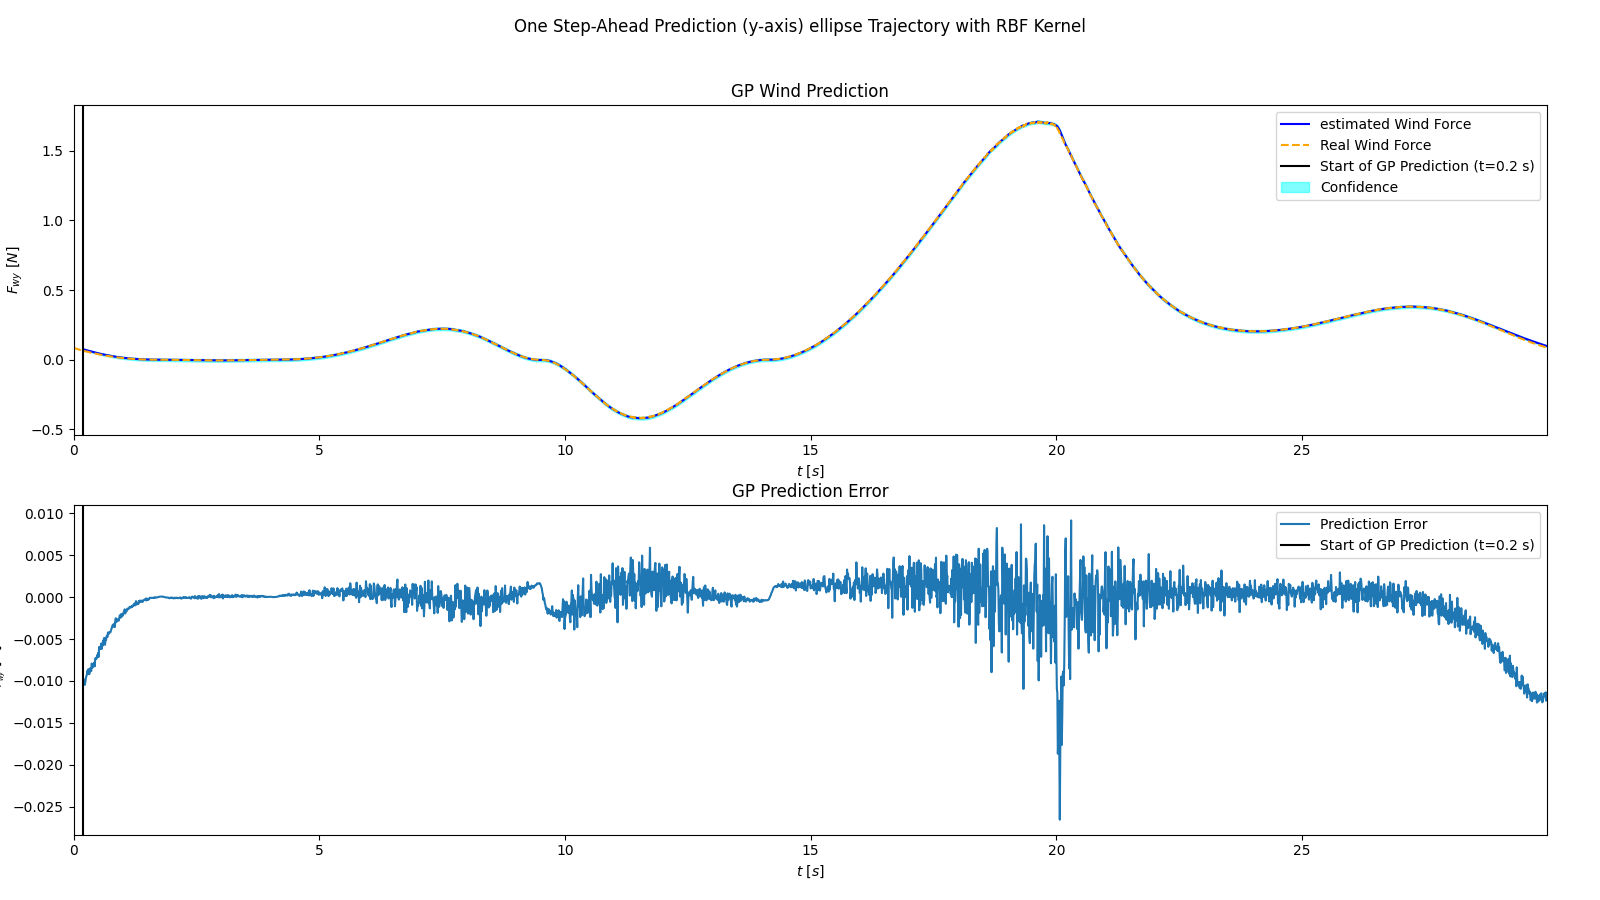 One Step-Ahead Prediction (y-axis) ellipse Trajectory with RBF Kernel
GP Wind Prediction
estimated Wind Force
Real Wind Force
Start of GP Prediction (t=0.2 s)
Confidence
1.5
1.0
0.5
0.0
−0.5
F_{wy} [N]
0 5 10 15 20 25
t [s]
GP Prediction Error
Prediction Error
Start of GP Prediction (t=0.2 s)
0.010
0.005
0.000
−0.005
−0.010
−0.015
−0.020
−0.025
0 5 10 15 20 25
t [s]